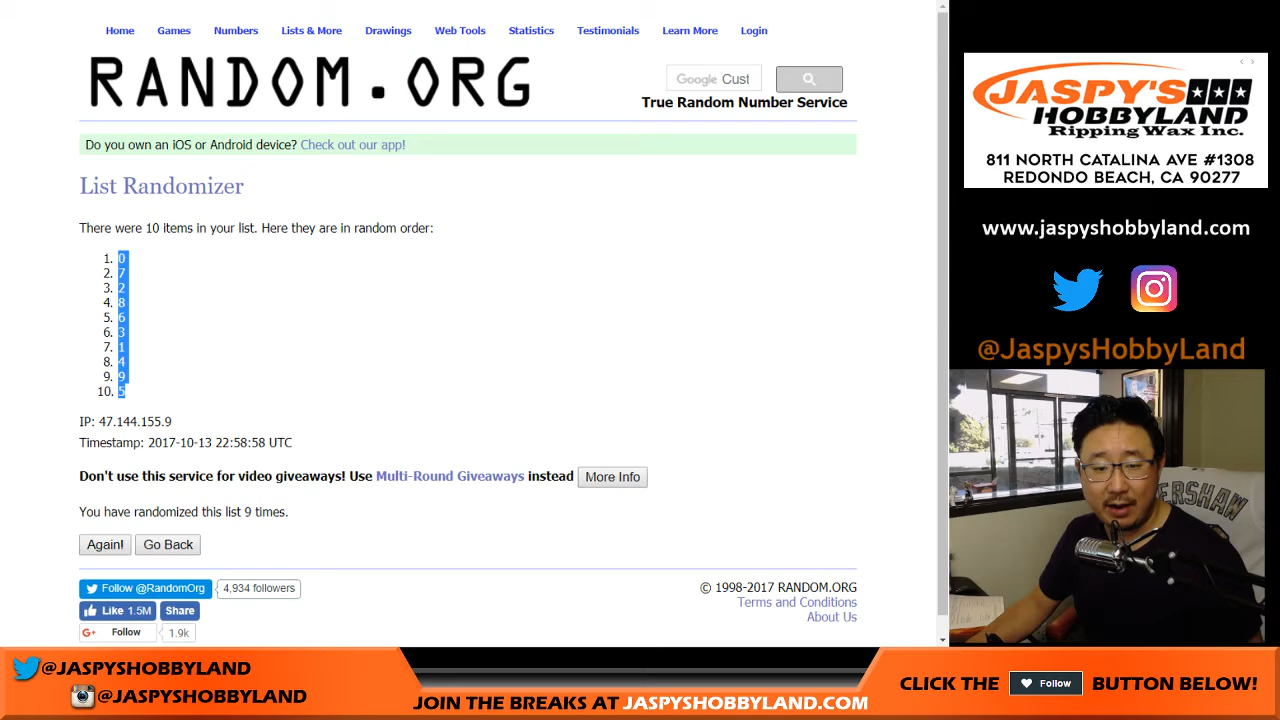 Home Games Numbers Lists & More Drawings Web Tools Statistics Testimonials Learn More Login
RANDOM.ORG
Google Cust
True Random Number Service
Do you own an iOS or Android device? Check out our app!
List Randomizer
There were 10 items in your list. Here they are in random order:
1. 0
2. 7
3. 2
4. 8
5. 6
6. 3
7. 1
8. 4
9. 9
10. 5
IP: 47.144.155.9
Timestamp: 2017-10-13 22:58:58 UTC
Don't use this service for video giveaways! Use Multi-Round Giveaways instead More Info
You have randomized this list 9 times.
Again! Go Back
Follow @RandomOrg 4,934 followers
Like 1.5M Share
G+ Follow 1.9k
© 1998-2017 RANDOM.ORG
Terms and Conditions
About Us
JASPY'S
HOBBYLAND
Ripping Wax Inc.
811 NORTH CATALINA AVE #1308
REDONDO BEACH, CA 90277
www.jaspyshobbyland.com
@JaspysHobbyLand
ERSHAW
@JASPYSHOBBYLAND
@JASPYSHOBBYLAND
JOIN THE BREAKS AT JASPYSHOBBYLAND.COM
CLICK THE Follow BUTTON BELOW!